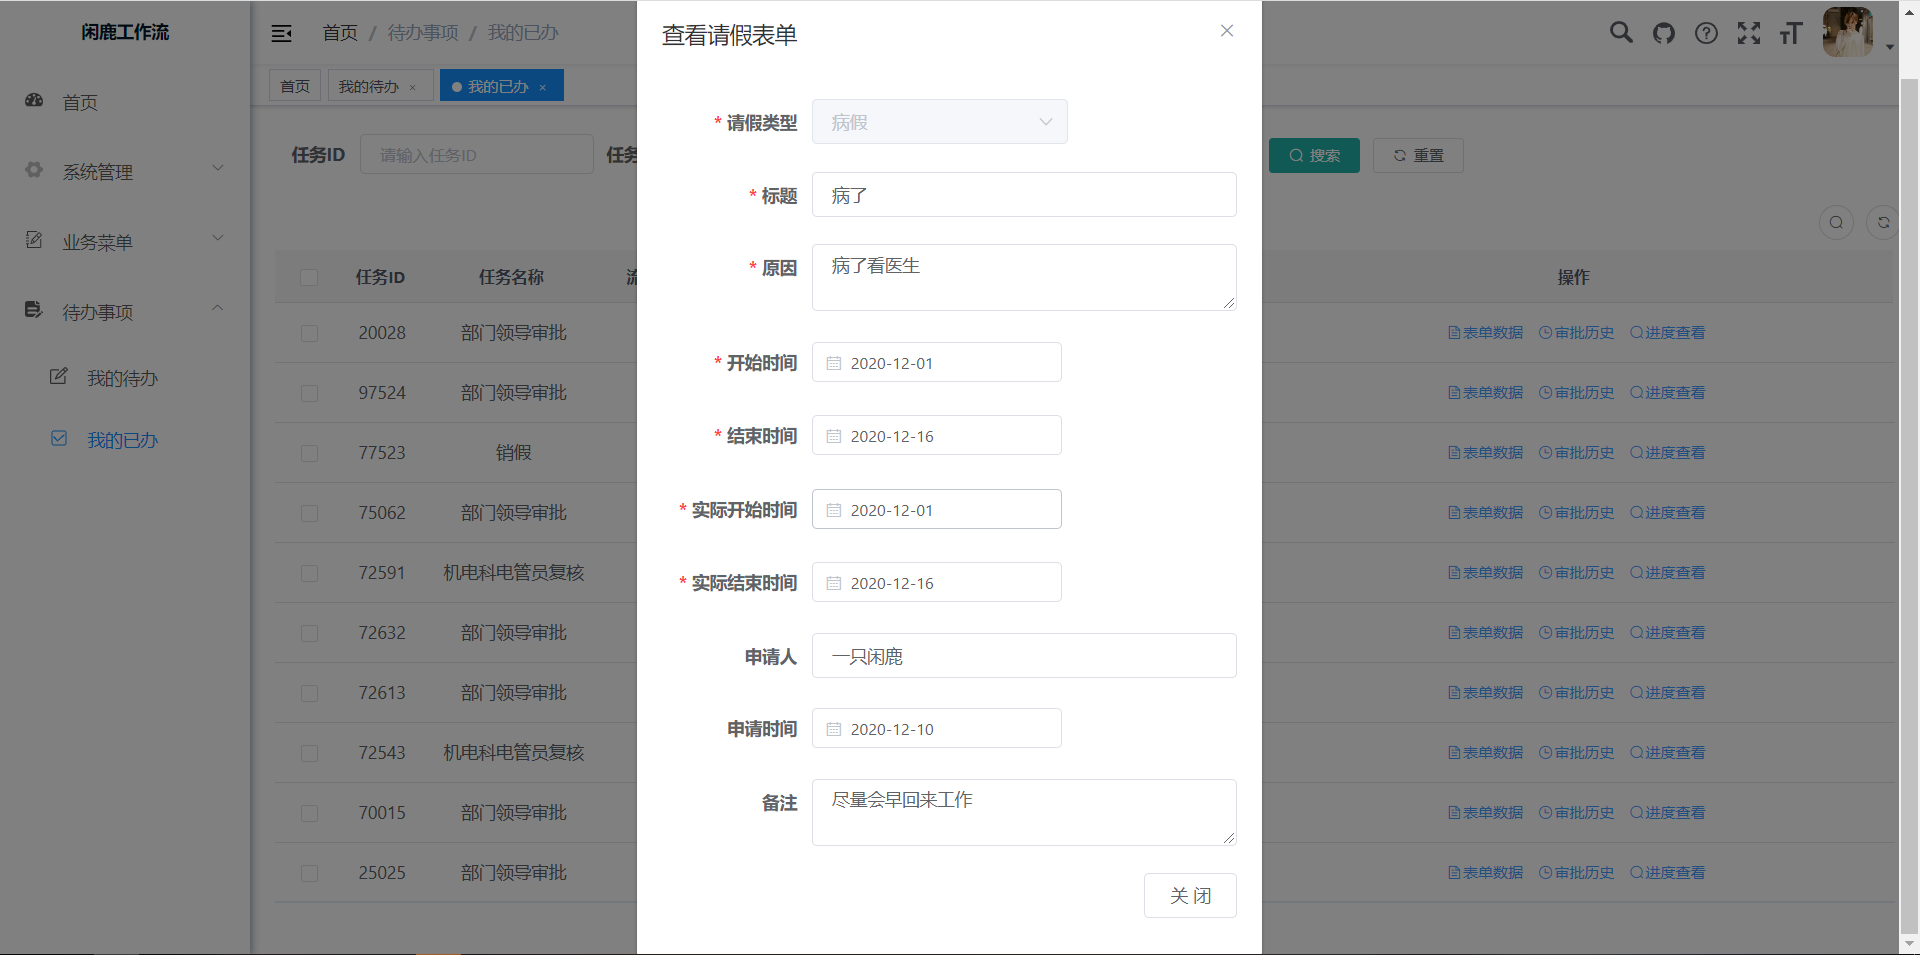 闲鹿工作流
首页 / 待办事项 / 我的已办
首页
我的待办 ×
我的已办 ×
首页
系统管理
业务菜单
待办事项
我的待办
我的已办
任务ID 请输入任务ID 任务
搜索 重置
任务ID 任务名称 操作
20028 部门领导审批 表单数据 审批历史 进度查看
97524 部门领导审批 表单数据 审批历史 进度查看
77523 销假 表单数据 审批历史 进度查看
75062 部门领导审批 表单数据 审批历史 进度查看
72591 机电科电管员复核 表单数据 审批历史 进度查看
72632 部门领导审批 表单数据 审批历史 进度查看
72613 部门领导审批 表单数据 审批历史 进度查看
72543 机电科电管员复核 表单数据 审批历史 进度查看
70015 部门领导审批 表单数据 审批历史 进度查看
25025 部门领导审批 表单数据 审批历史 进度查看
查看请假表单
* 请假类型 病假
* 标题 病了
* 原因 病了看医生
* 开始时间 2020-12-01
* 结束时间 2020-12-16
* 实际开始时间 2020-12-01
* 实际结束时间 2020-12-16
申请人 一只闲鹿
申请时间 2020-12-10
备注 尽量会早回来工作
关 闭